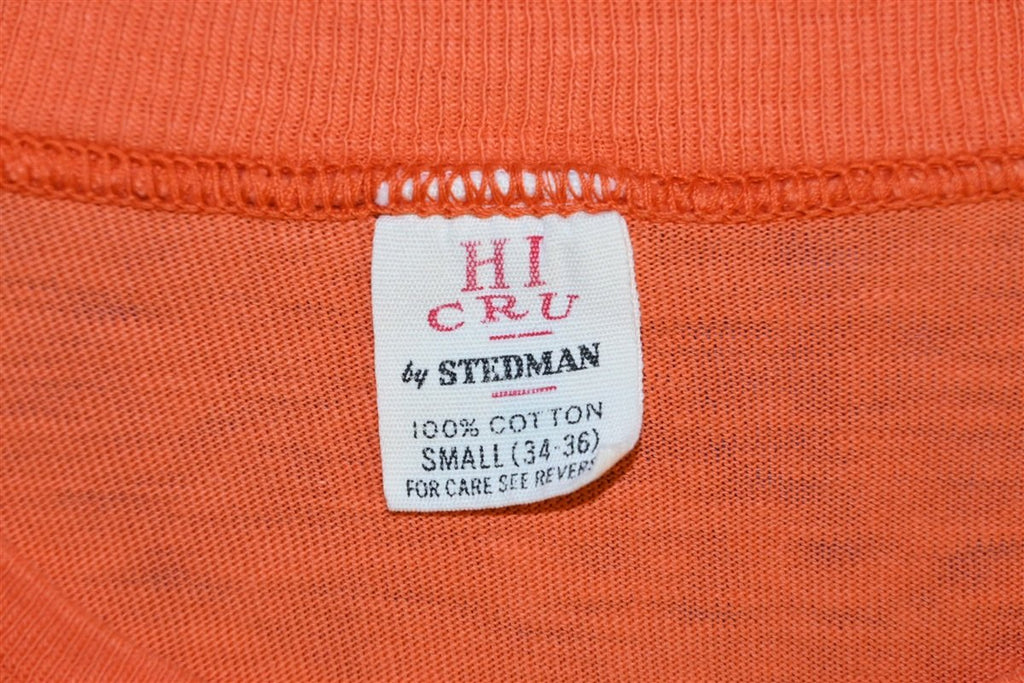 HI
CRU
by STEDMAN
100% COTTON
SMALL (34-36)
FOR CARE SEE REVERS